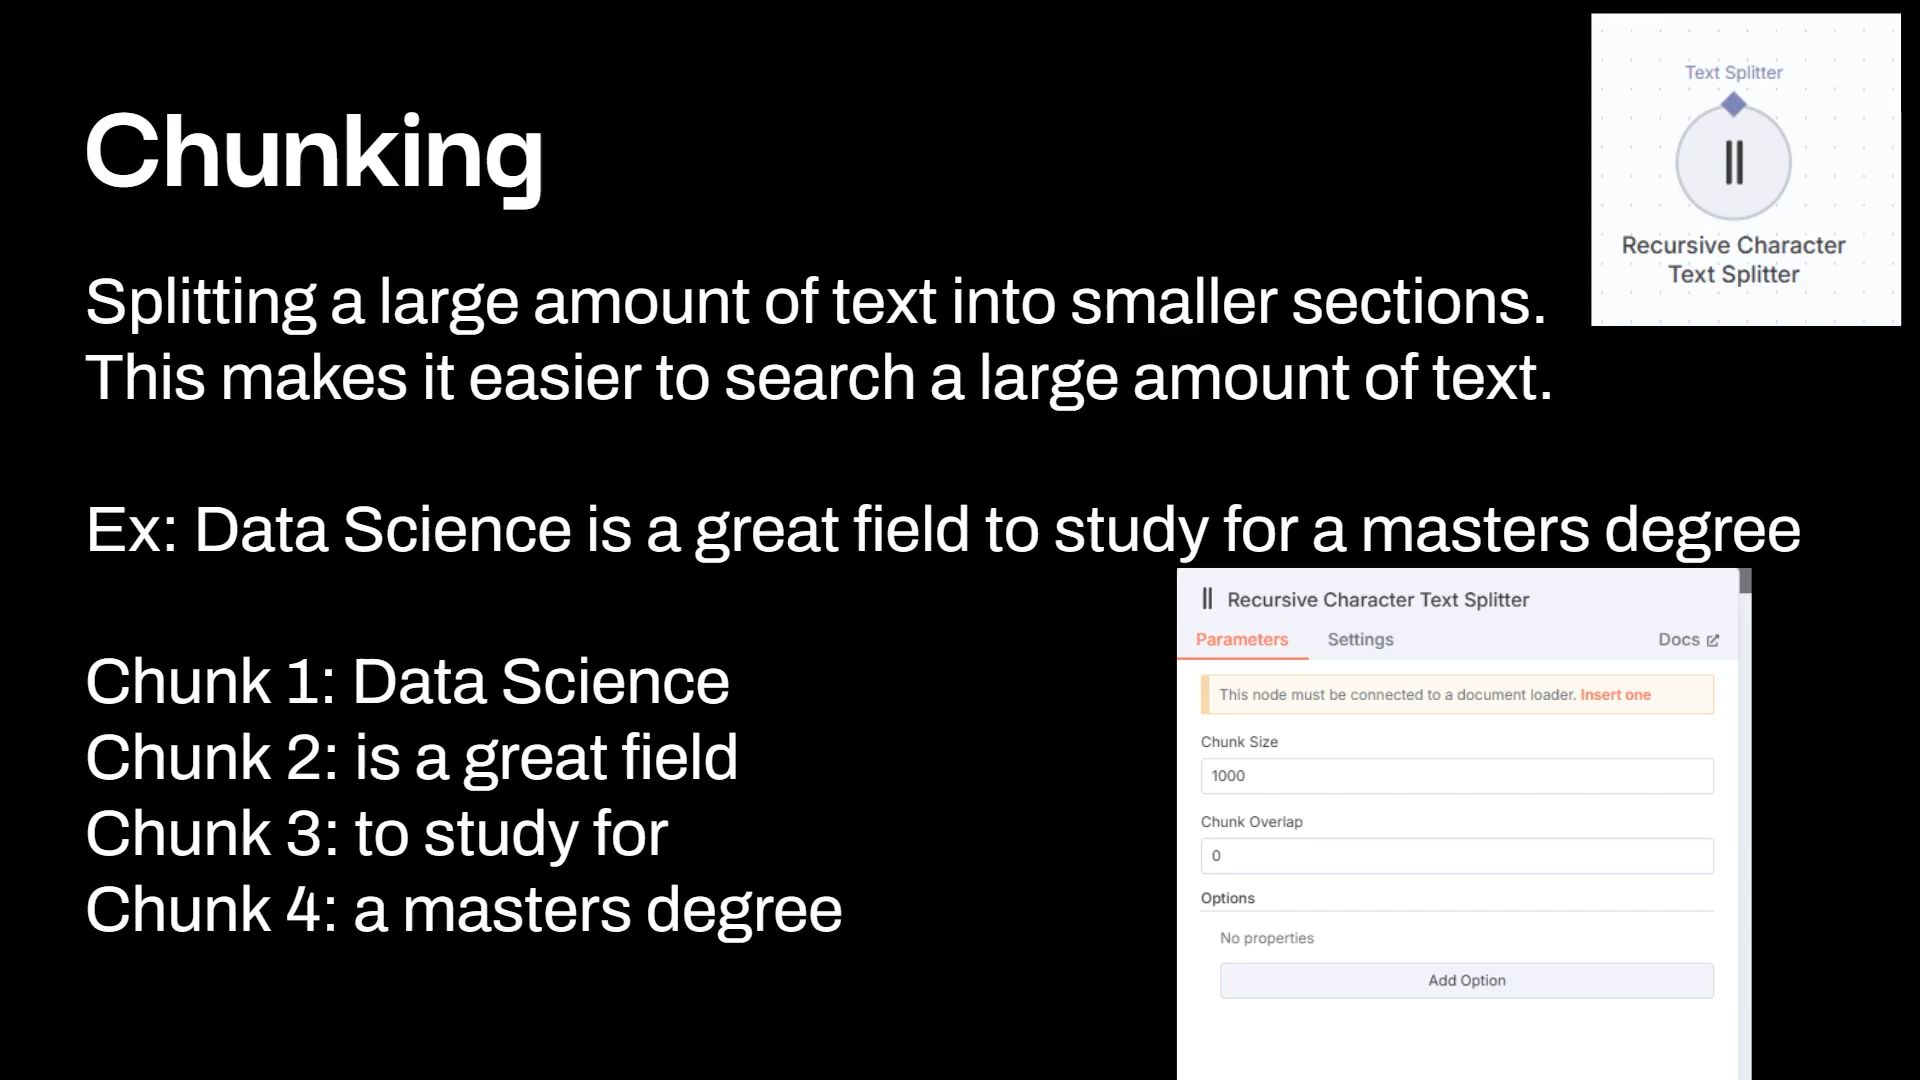 Chunking
Text Splitter
Recursive Character
Text Splitter
Splitting a large amount of text into smaller sections.
This makes it easier to search a large amount of text.
Ex: Data Science is a great field to study for a masters degree
Chunk 1: Data Science
Chunk 2: is a great field
Chunk 3: to study for
Chunk 4: a masters degree
Recursive Character Text Splitter
Parameters Settings Docs
This node must be connected to a document loader. Insert one
Chunk Size
1000
Chunk Overlap
0
Options
No properties
Add Option